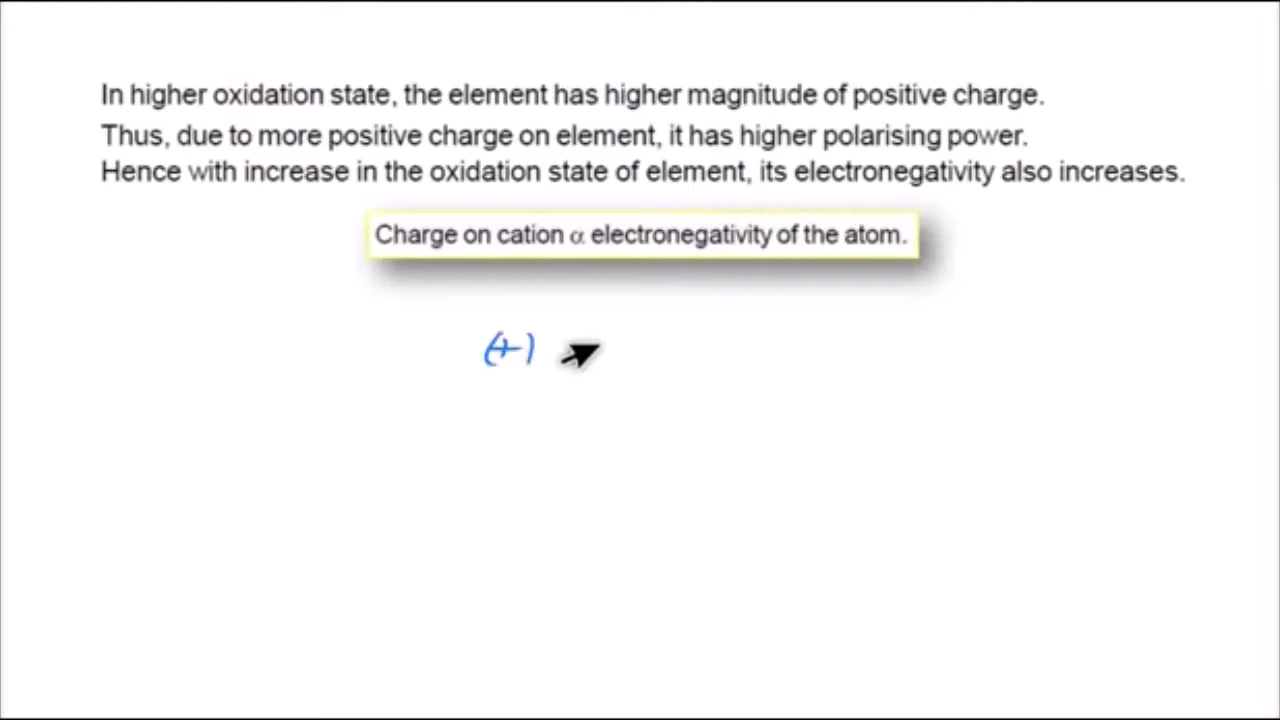 In higher oxidation state, the element has higher magnitude of positive charge.
Thus, due to more positive charge on element, it has higher polarising power.
Hence with increase in the oxidation state of element, its electronegativity also increases.
Charge on cation α electronegativity of the atom.
(+)